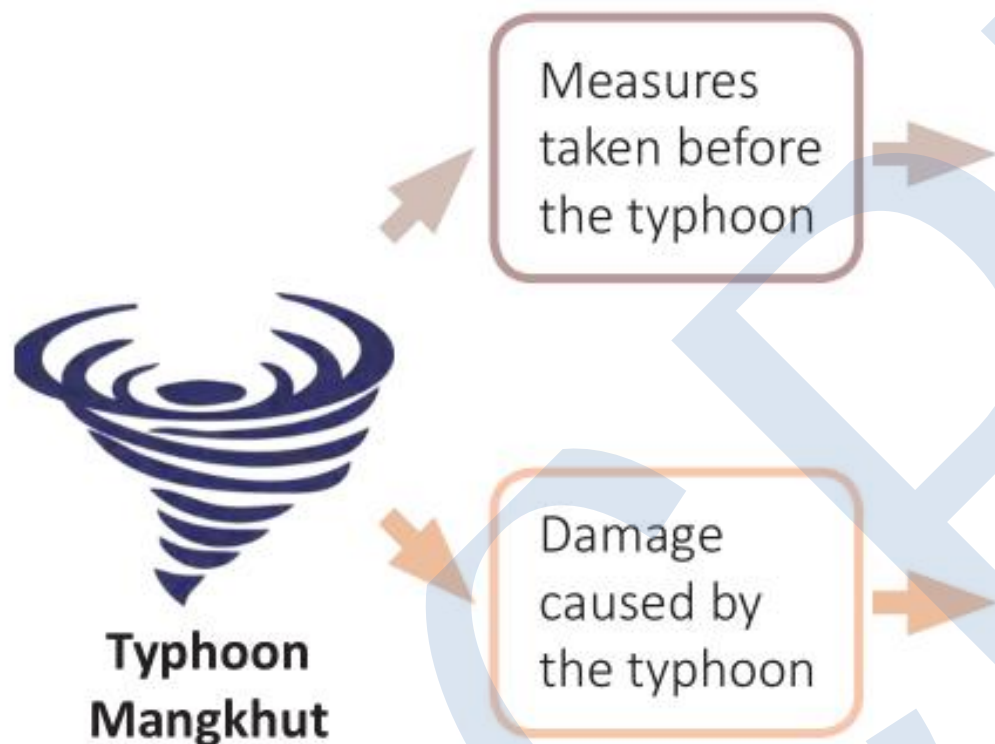 Measures
taken before
the typhoon
Typhoon
Mangkhut
Damage
caused by
the typhoon